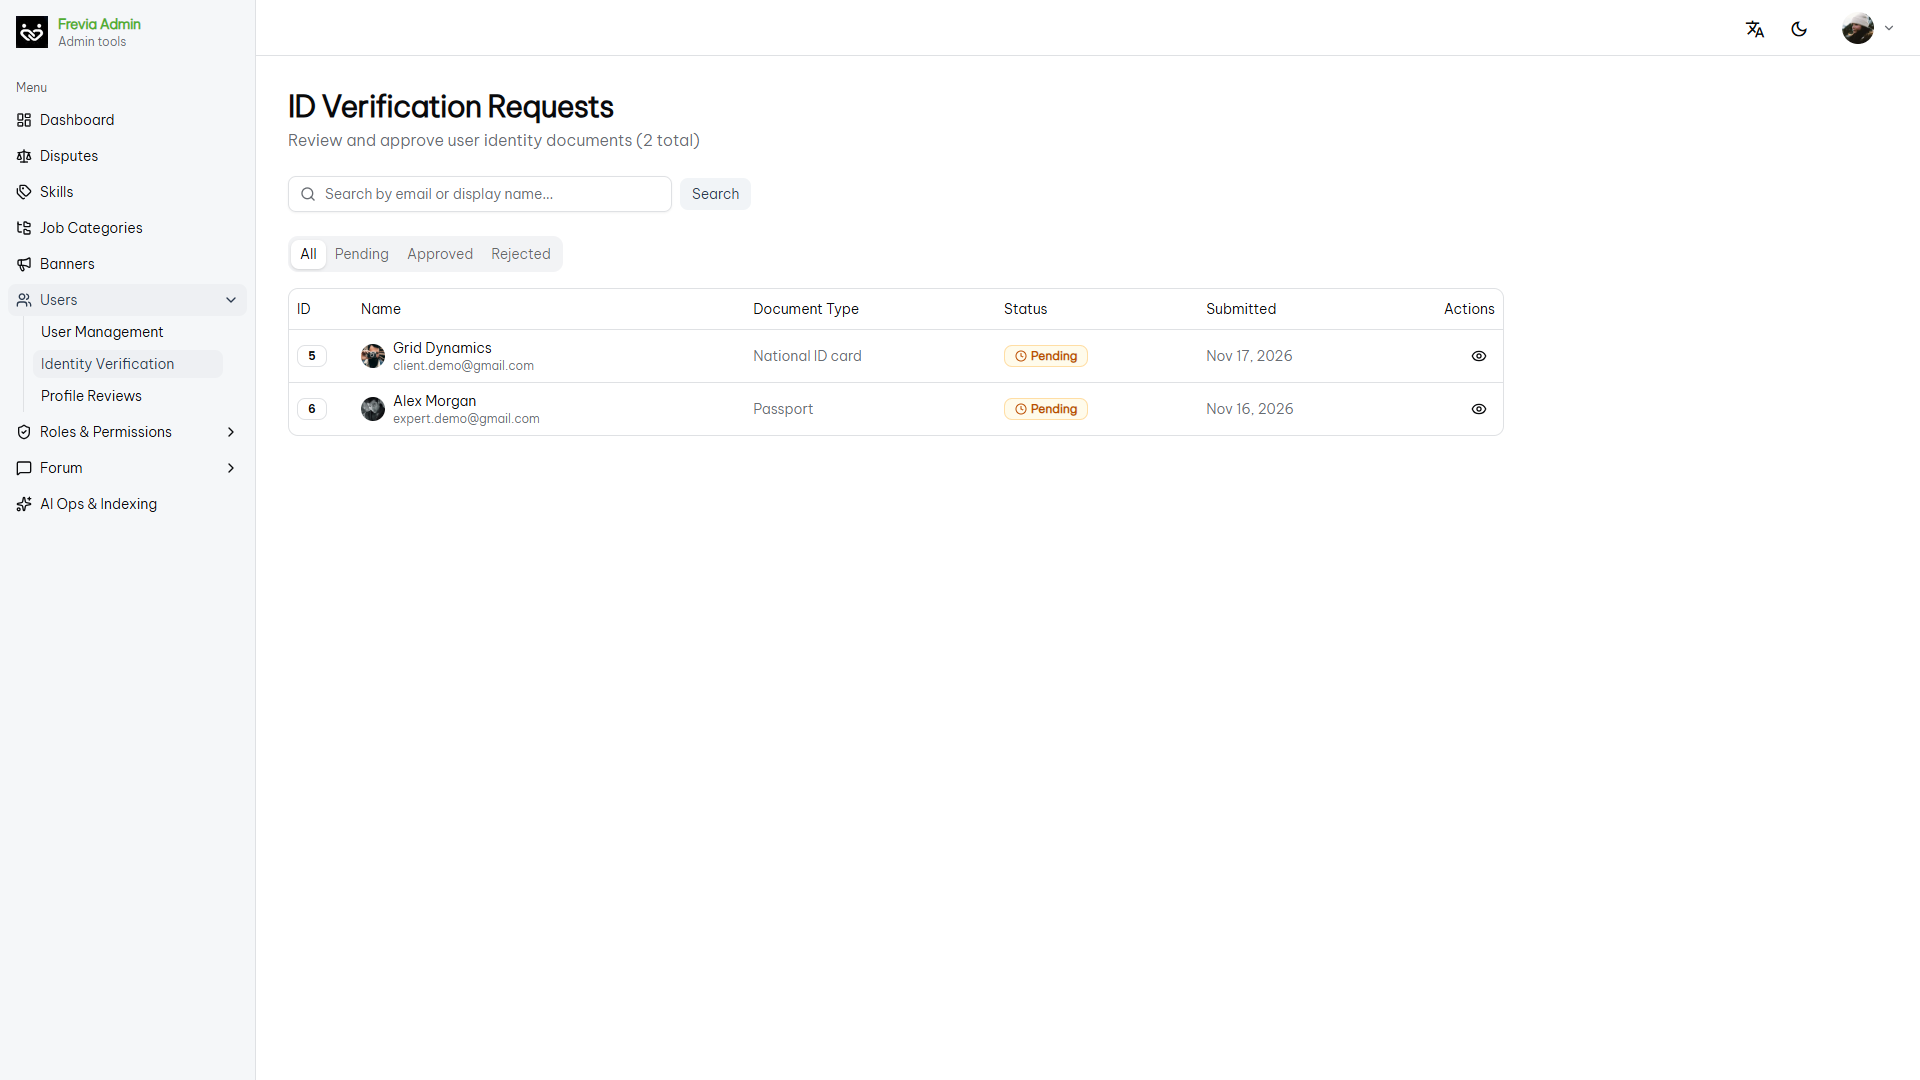 Frevia Admin
Admin tools
Menu
Dashboard
Disputes
Skills
Job Categories
Banners
Users
User Management
Identity Verification
Profile Reviews
Roles & Permissions
Forum
AI Ops & Indexing
ID Verification Requests
Review and approve user identity documents (2 total)
Search by email or display name...
Search
All Pending Approved Rejected
ID Name Document Type Status Submitted Actions
5 Grid Dynamics National ID card Pending Nov 17, 2026
client.demo@gmail.com
6 Alex Morgan Passport Pending Nov 16, 2026
expert.demo@gmail.com